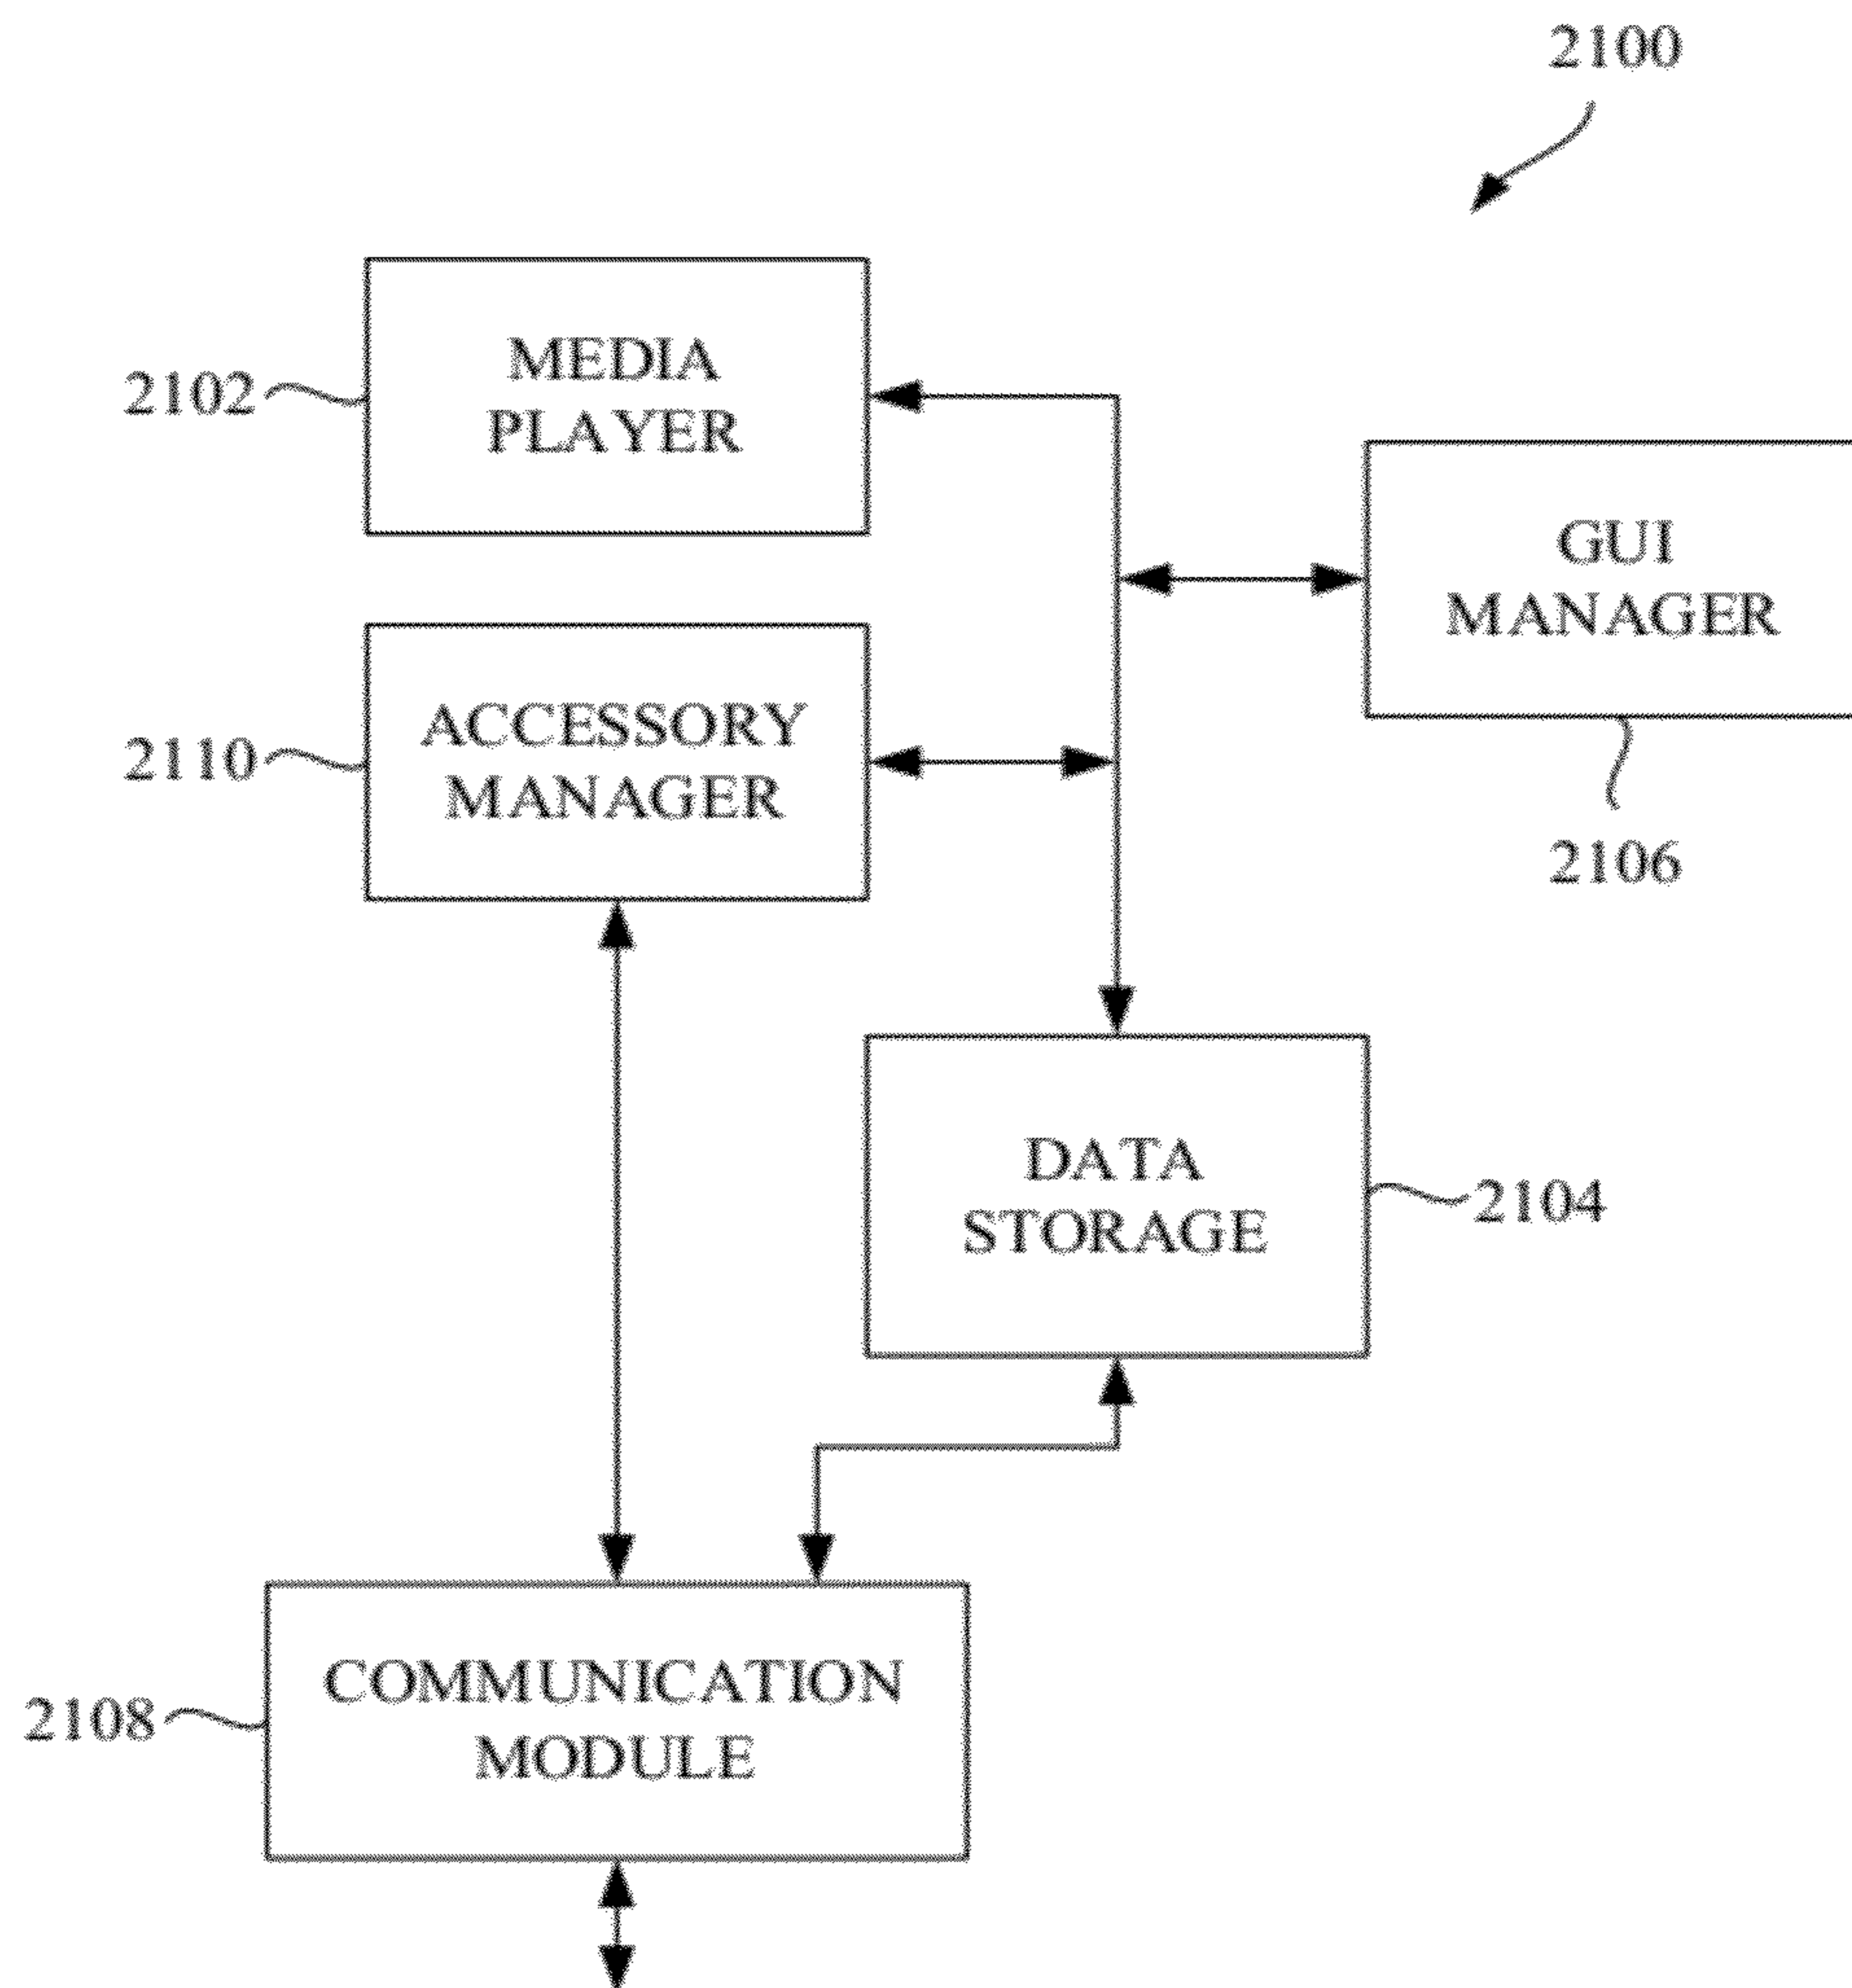 2100
MEDIA
PLAYER
2102
GUI
MANAGER
2106
ACCESSORY
MANAGER
2110
DATA
STORAGE
2104
COMMUNICATION
MODULE
2108